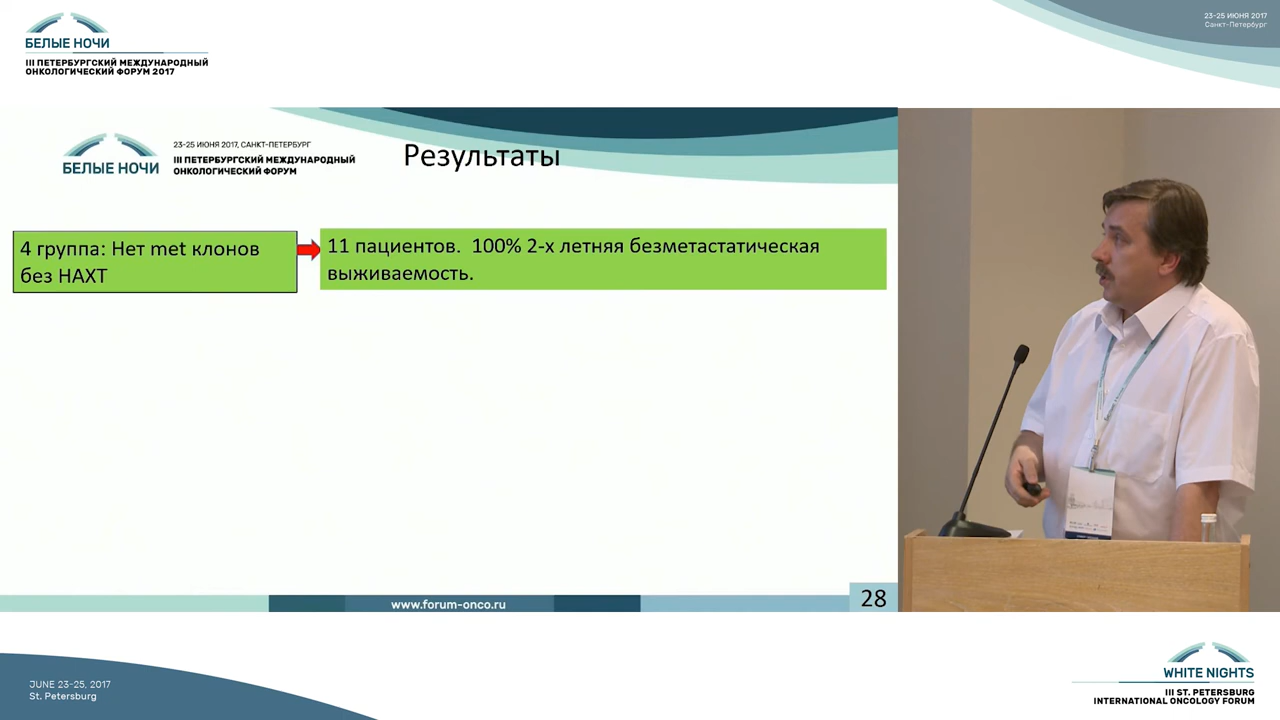 23-25 ИЮНЯ 2017
Санкт-Петербург
БЕЛЫЕ НОЧИ
III ПЕТЕРБУРГСКИЙ МЕЖДУНАРОДНЫЙ
ОНКОЛОГИЧЕСКИЙ ФОРУМ 2017
БЕЛЫЕ НОЧИ
23-25 ИЮНЯ 2017, САНКТ-ПЕТЕРБУРГ
III ПЕТЕРБУРГСКИЙ МЕЖДУНАРОДНЫЙ
ОНКОЛОГИЧЕСКИЙ ФОРУМ
Результаты
4 группа: Нет met клонов
без НАХТ
11 пациентов. 100% 2-х летняя безметастатическая
выживаемость.
www.forum-onco.ru
28
JUNE 23-25, 2017
St. Petersburg
WHITE NIGHTS
III ST. PETERSBURG
INTERNATIONAL ONCOLOGY FORUM